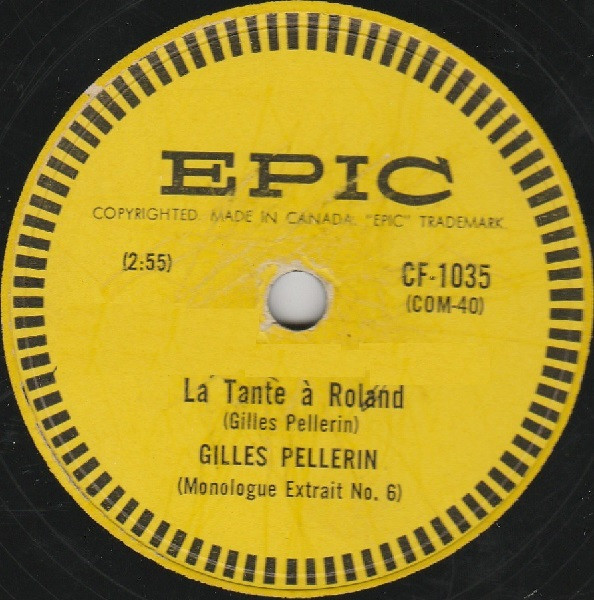 EPIC
COPYRIGHTED. MADE IN CANADA. "EPIC" TRADEMARK
(2:55)
CF-1035
(COM-40)
La Tante à Roland
(Gilles Pellerin)
GILLES PELLERIN
(Monologue Extrait No. 6)